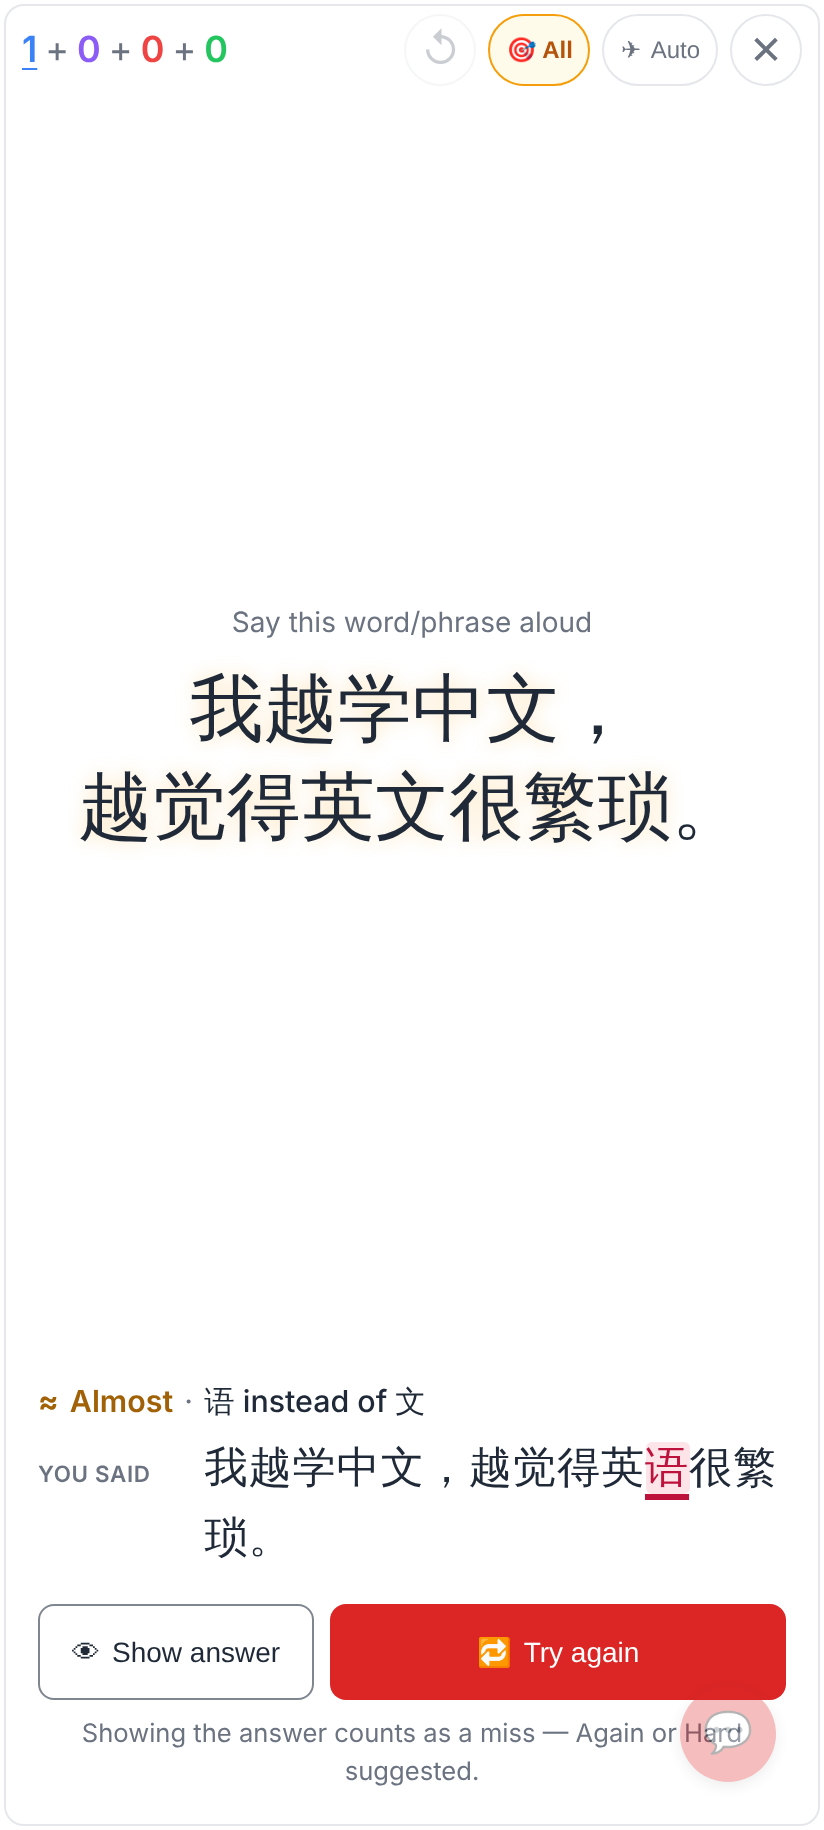 1 + 0 + 0 + 0 All Auto
Say this word/phrase aloud
我越学中文，
越觉得英文很繁琐。
≈ Almost · 语 instead of 文
YOU SAID 我越学中文，越觉得英语很繁
琐。
Show answer Try again
Showing the answer counts as a miss — Again or Hard
suggested.